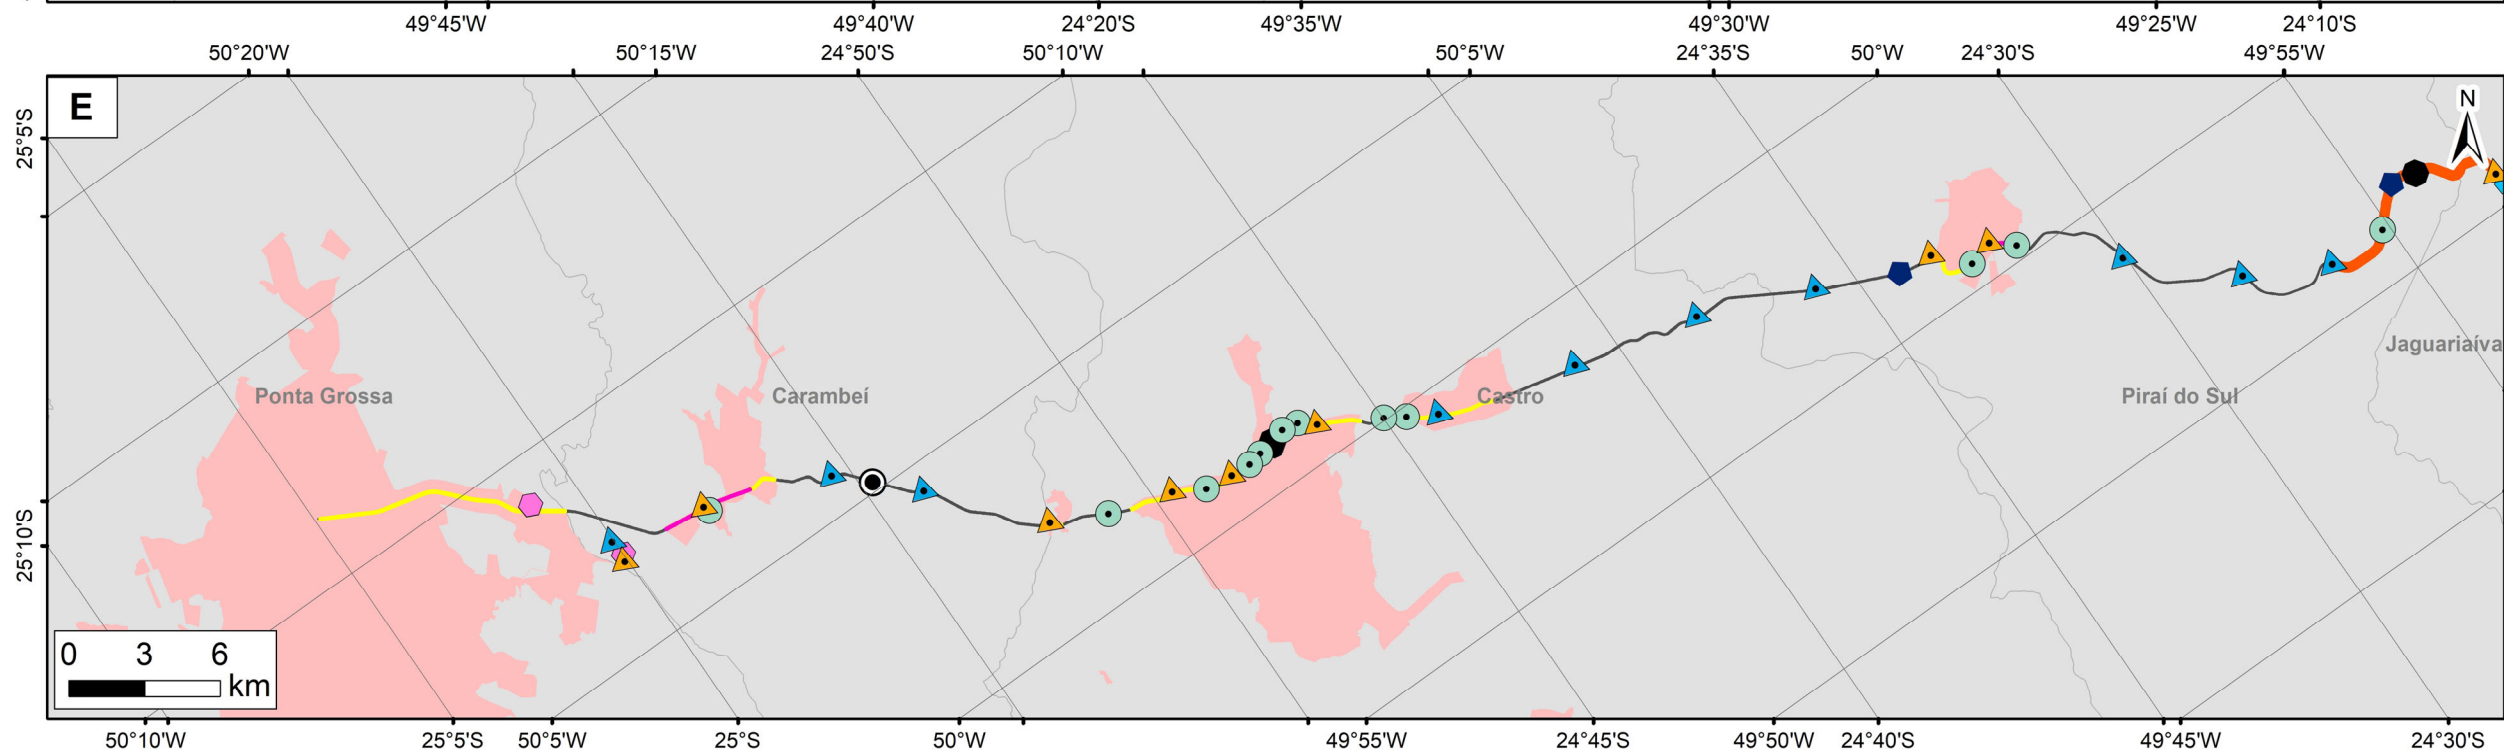 49°45'W 49°40'W 24°20'S 49°35'W 49°30'W 49°25'W 24°10'S
50°20'W 50°15'W 24°50'S 50°10'W 50°5'W 24°35'S 50°W 24°30'S 49°55'W
E
N
25°5'S
Jaguariaíva
Ponta Grossa Carambeí Castro Piraí do Sul
25°10'S
0 3 6
km
50°10'W 25°5'S 50°5'W 25°S 50°W 49°55'W 24°45'S 49°50'W 24°40'S 49°45'W 24°30'S